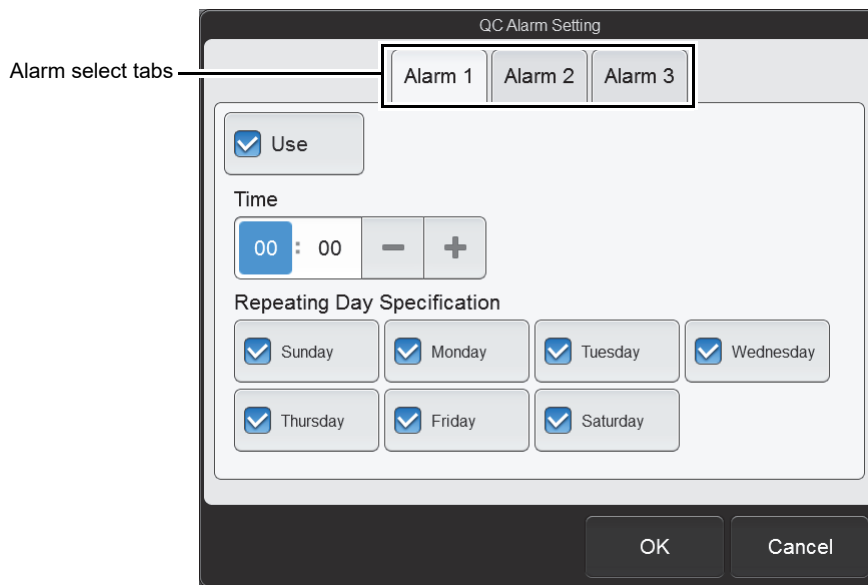 QC Alarm Setting
Alarm select tabs
Alarm 1 Alarm 2 Alarm 3
Use
Time
00 : 00
Repeating Day Specification
Sunday Monday Tuesday Wednesday
Thursday Friday Saturday
OK Cancel